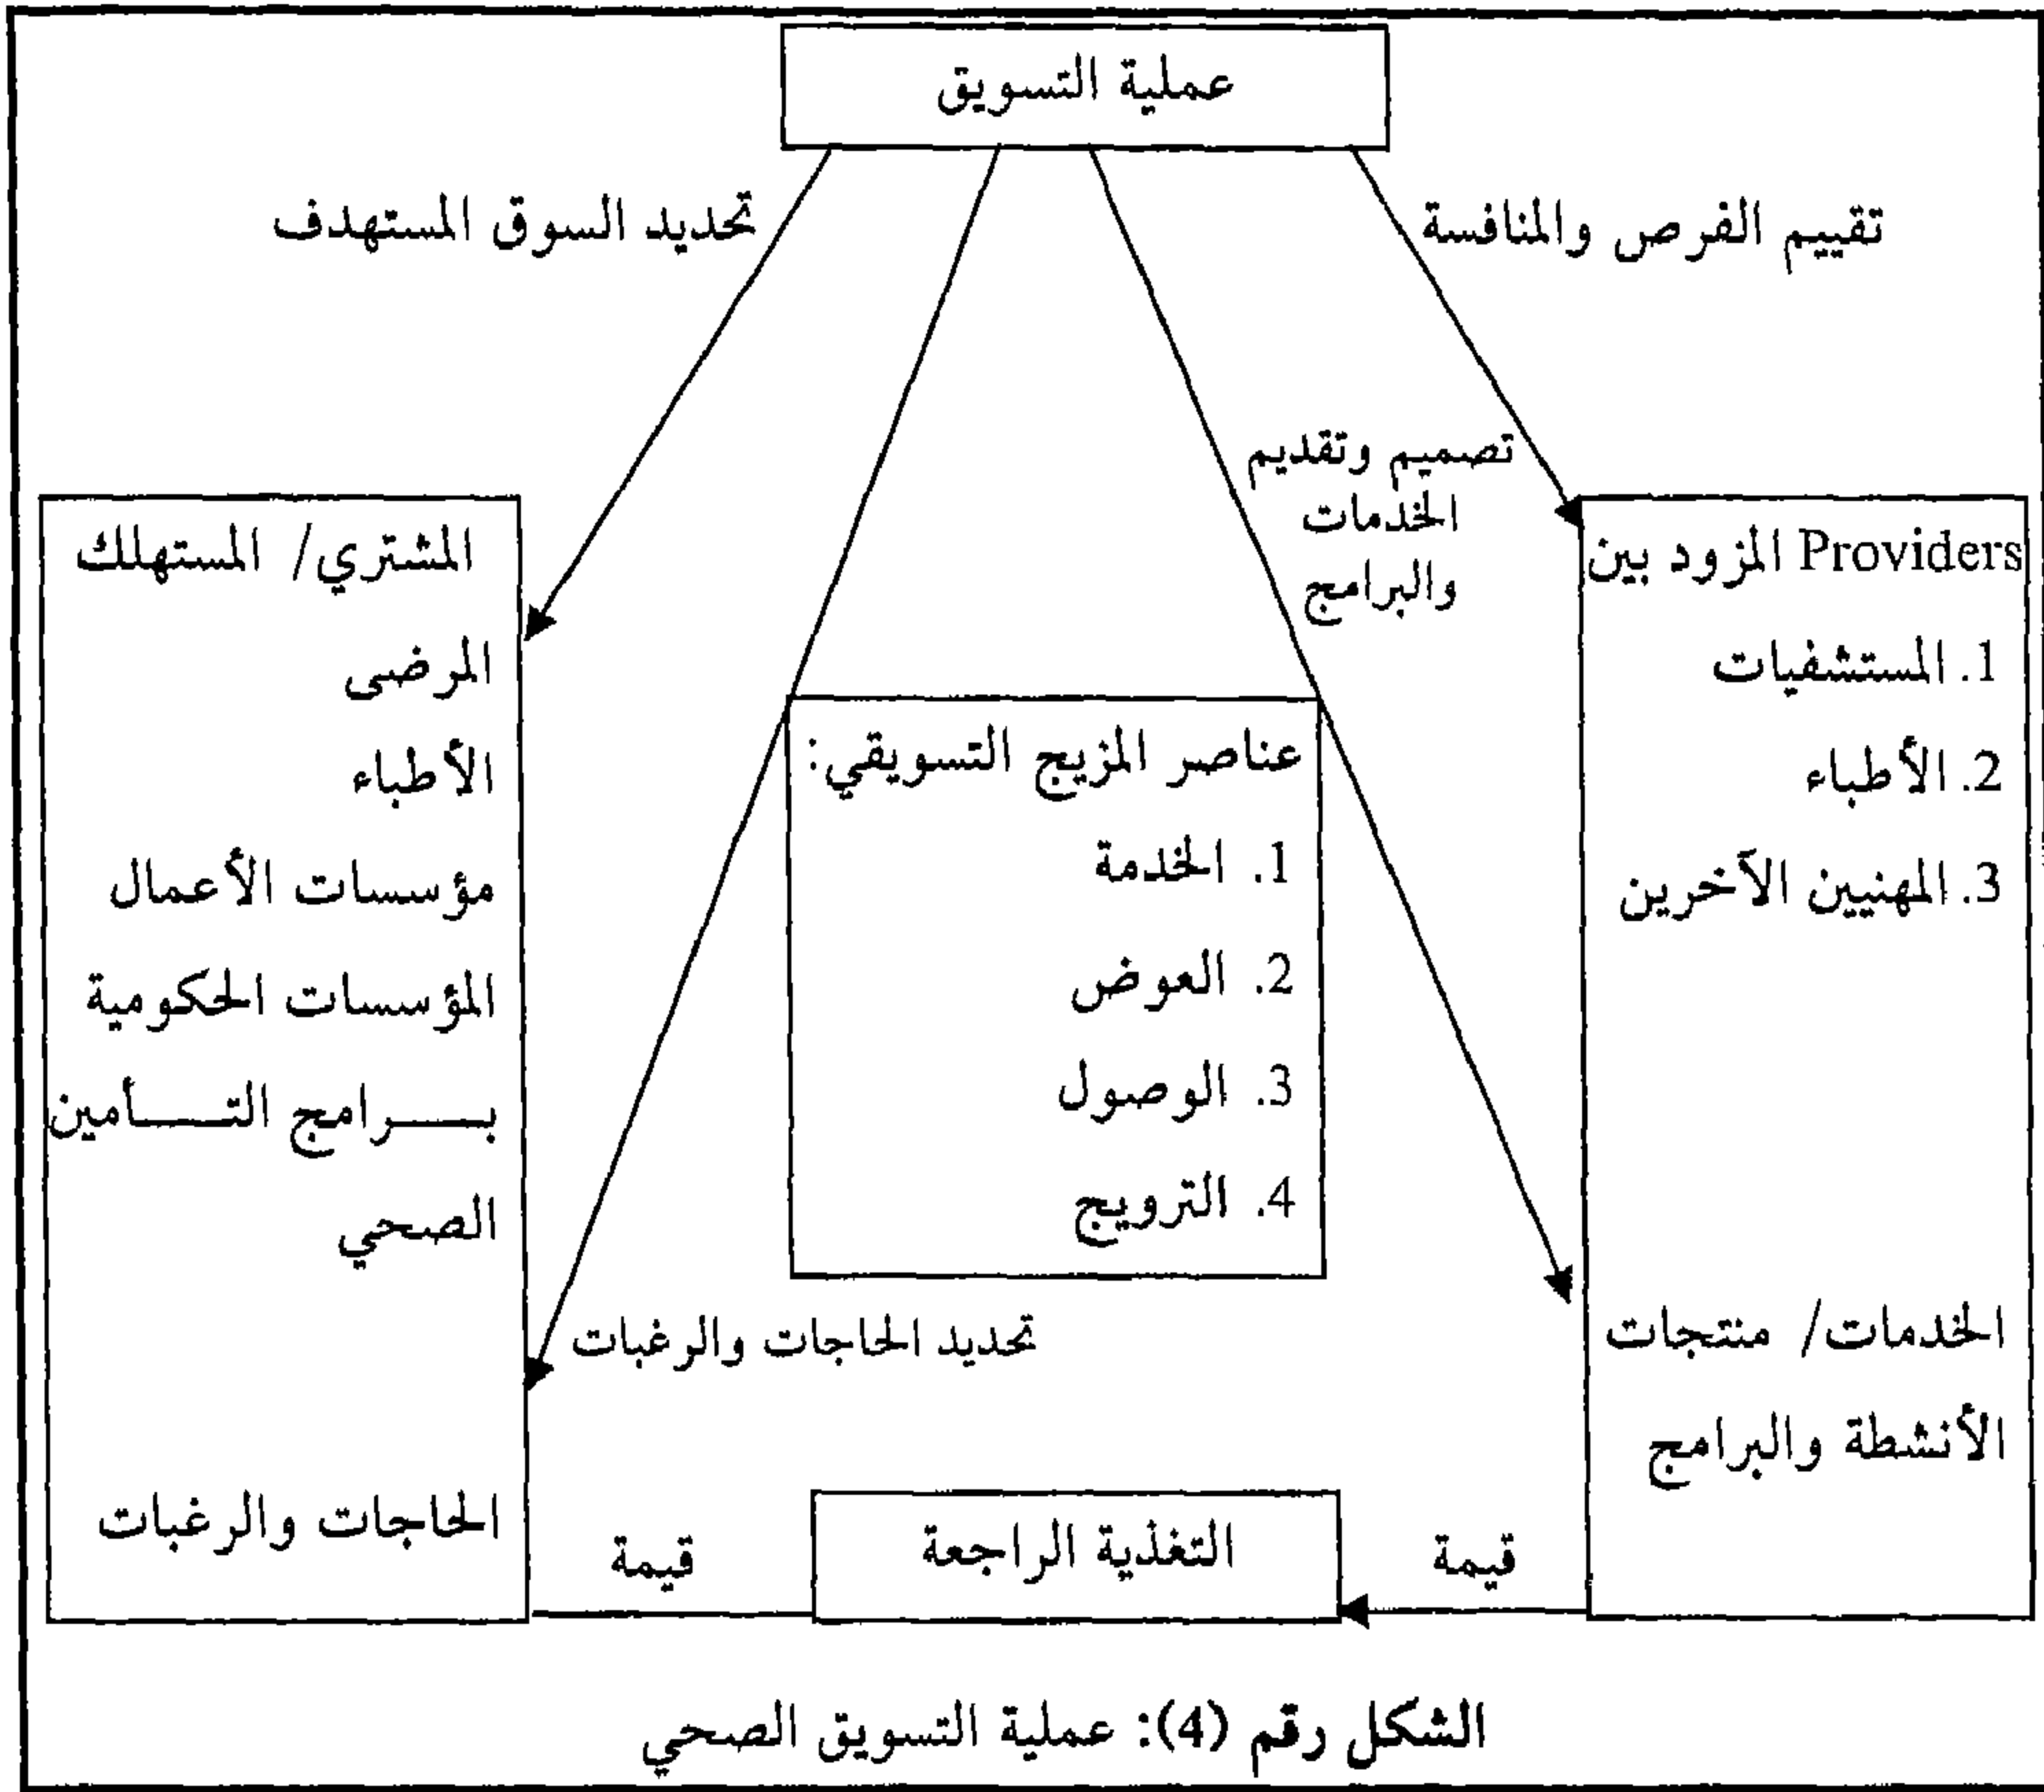 عملية التسويق
تقييم الفرص والمنافسة
تحديد السوق المستهدف
تصميم وتقديم
الخدمات
والبرامج
Providers المزود بين
1. المستشفيات
2. الأطباء
3. المهنيين الآخرين
الخدمات/ منتجات
الأنشطة والبرامج
عناصر المزيج التسويقي:
1. الخدمة
2. العوض
3. الوصول
4. الترويج
تحديد الحاجات والرغبات
المشتري/ المستهلك
المرضى
الأطباء
مؤسسات الأعمال
المؤسسات الحكومية
بـــرامج التـــأمين
الصحي
الحاجات والرغبات
قيمة
التغذية الراجعة
قيمة
الشكل رقم (4): عملية التسويق الصحي